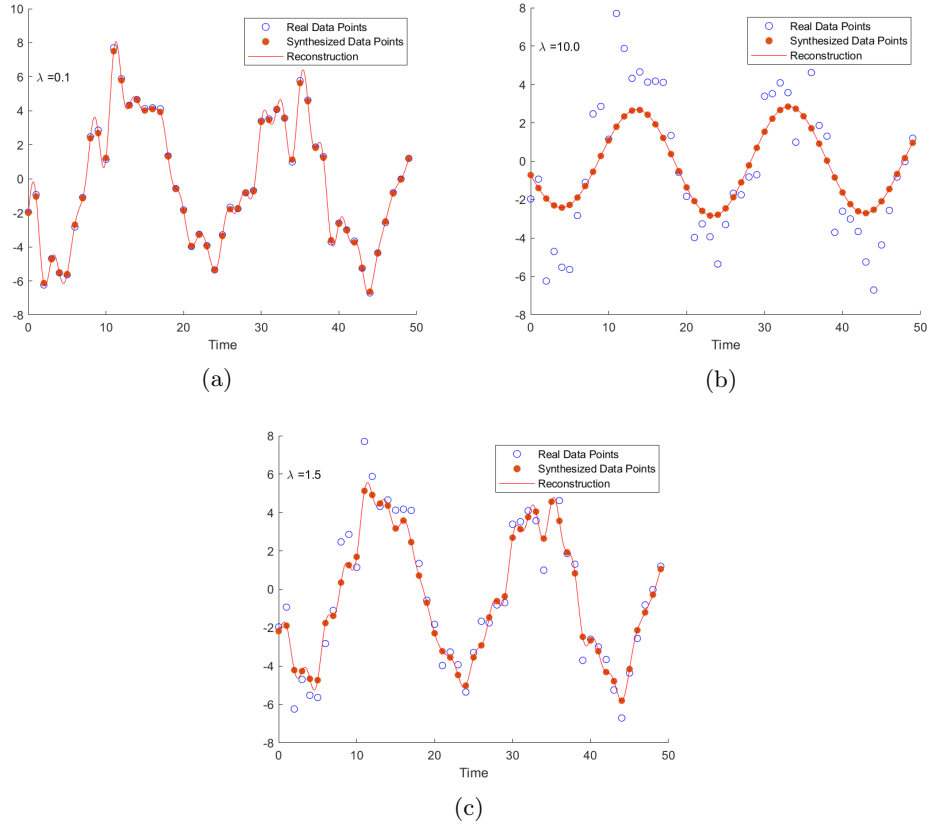 10
8
6
4
2
0
-2
-4
-6
-8
λ =0.1
Real Data Points
Synthesized Data Points
Reconstruction
0 10 20 30 40 50
Time
(a)
8
6
4
2
0
-2
-4
-6
-8
λ =10.0
Real Data Points
Synthesized Data Points
Reconstruction
0 10 20 30 40 50
Time
(b)
8
6
4
2
0
-2
-4
-6
-8
λ =1.5
Real Data Points
Synthesized Data Points
Reconstruction
0 10 20 30 40 50
Time
(c)